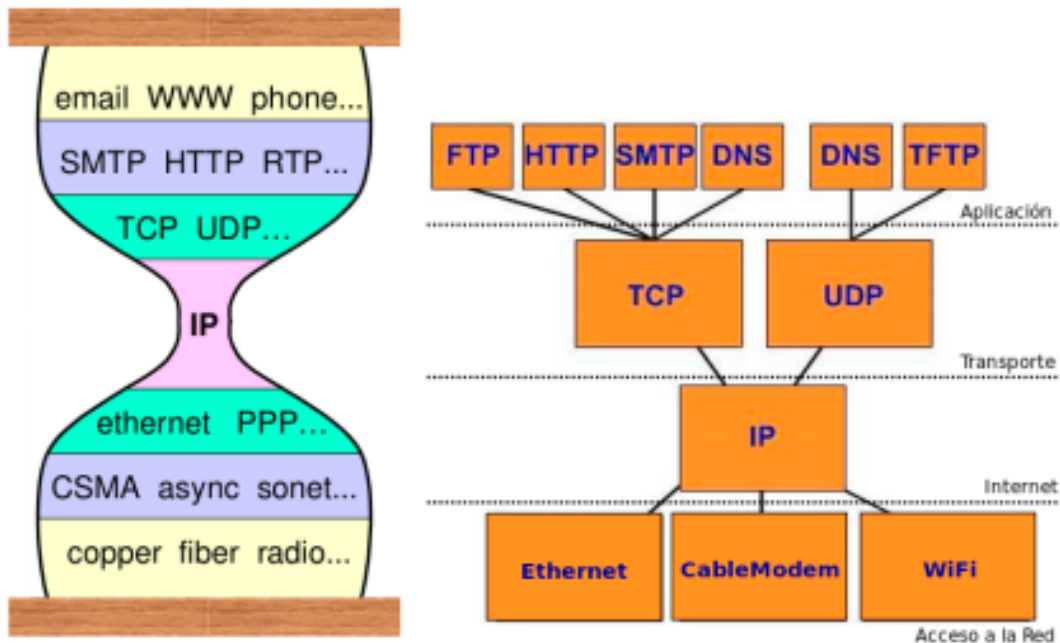 email WWW phone...
SMTP HTTP RTP...
TCP UDP...
IP
ethernet PPP...
CSMA async sonet...
copper fiber radio...
FTP HTTP SMTP DNS DNS TFTP
Aplicación
TCP UDP
Transporte
IP
Internet
Ethernet CableModem WiFi
Acceso a la Red